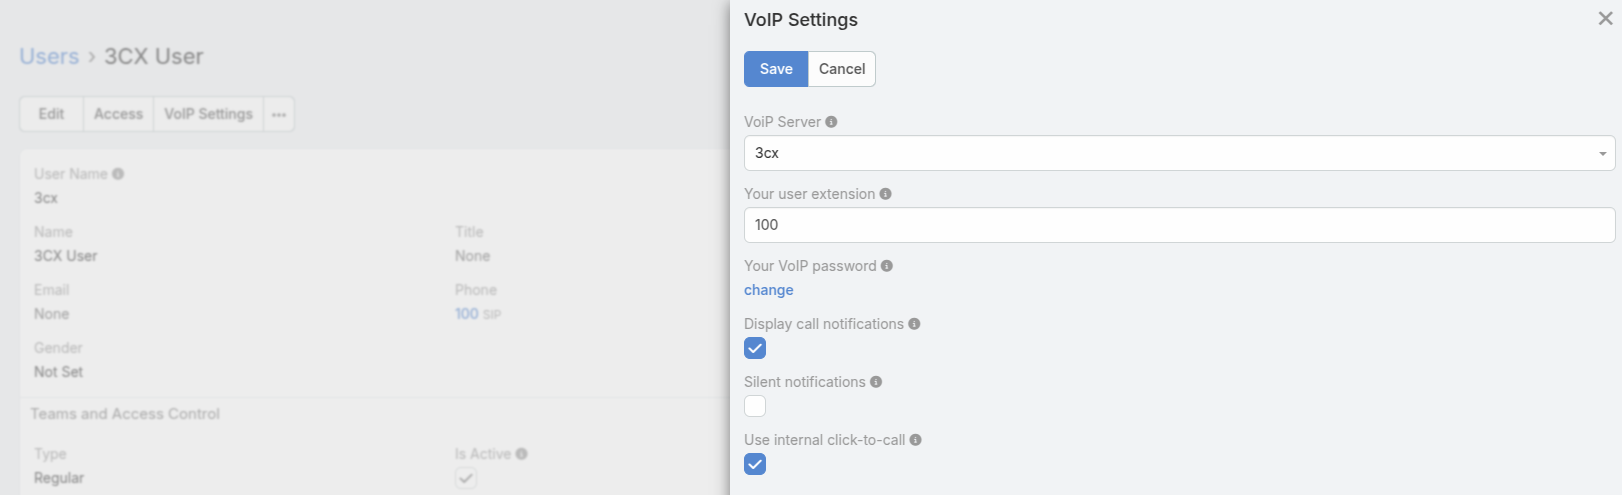 Users > 3CX User
Edit
Access
VoIP Settings
...
User Name
3cx
Name
Title
3CX User
None
Email
Phone
None
100 SIP
Gender
Not Set
Teams and Access Control
Type
Is Active
Regular
VoIP Settings
Save
Cancel
VoiP Server
3cx
Your user extension
100
Your VoIP password
change
Display call notifications
Silent notifications
Use internal click-to-call